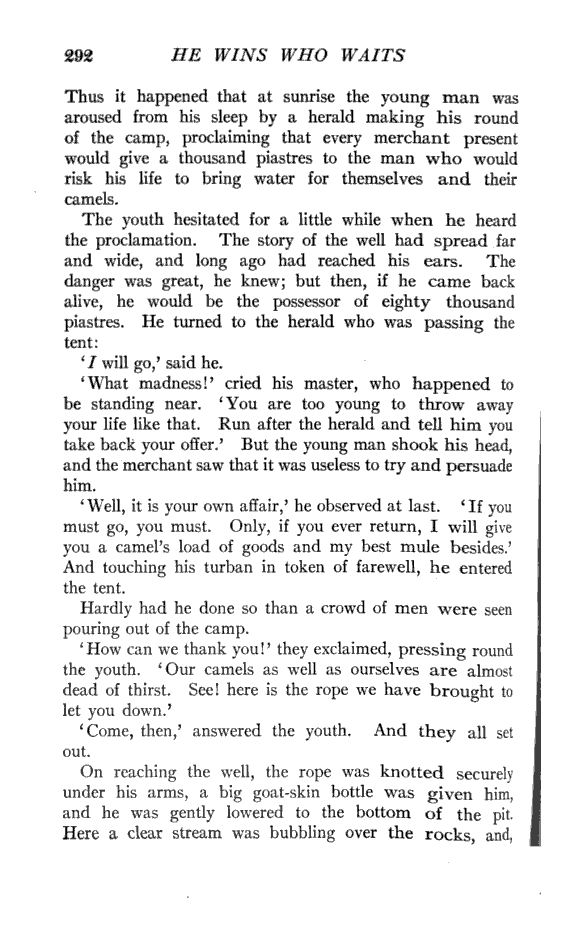 292 HE WINS WHO WAITS
Thus it happened that at sunrise the young man was
aroused from his sleep by a herald making his round
of the camp, proclaiming that every merchant present
would give a thousand piastres to the man who would
risk his life to bring water for themselves and their
camels.
The youth hesitated for a little while when he heard
the proclamation. The story of the well had spread far
and wide, and long ago had reached his ears. The
danger was great, he knew; but then, if he came back
alive, he would be the possessor of eighty thousand
piastres. He turned to the herald who was passing the
tent:
‘I will go,’ said he.
‘What madness!’ cried his master, who happened to
be standing near. ‘You are too young to throw away
your life like that. Run after the herald and tell him you
take back your offer.’ But the young man shook his head,
and the merchant saw that it was useless to try and persuade
him.
‘Well, it is your own affair,’ he observed at last. ‘If you
must go, you must. Only, if you ever return, I will give
you a camel’s load of goods and my best mule besides.’
And touching his turban in token of farewell, he entered
the tent.
Hardly had he done so than a crowd of men were seen
pouring out of the camp.
‘How can we thank you!’ they exclaimed, pressing round
the youth. ‘Our camels as well as ourselves are almost
dead of thirst. See! here is the rope we have brought to
let you down.’
‘Come, then,’ answered the youth. And they all set
out.
On reaching the well, the rope was knotted securely
under his arms, a big goat-skin bottle was given him,
and he was gently lowered to the bottom of the pit.
Here a clear stream was bubbling over the rocks, and,